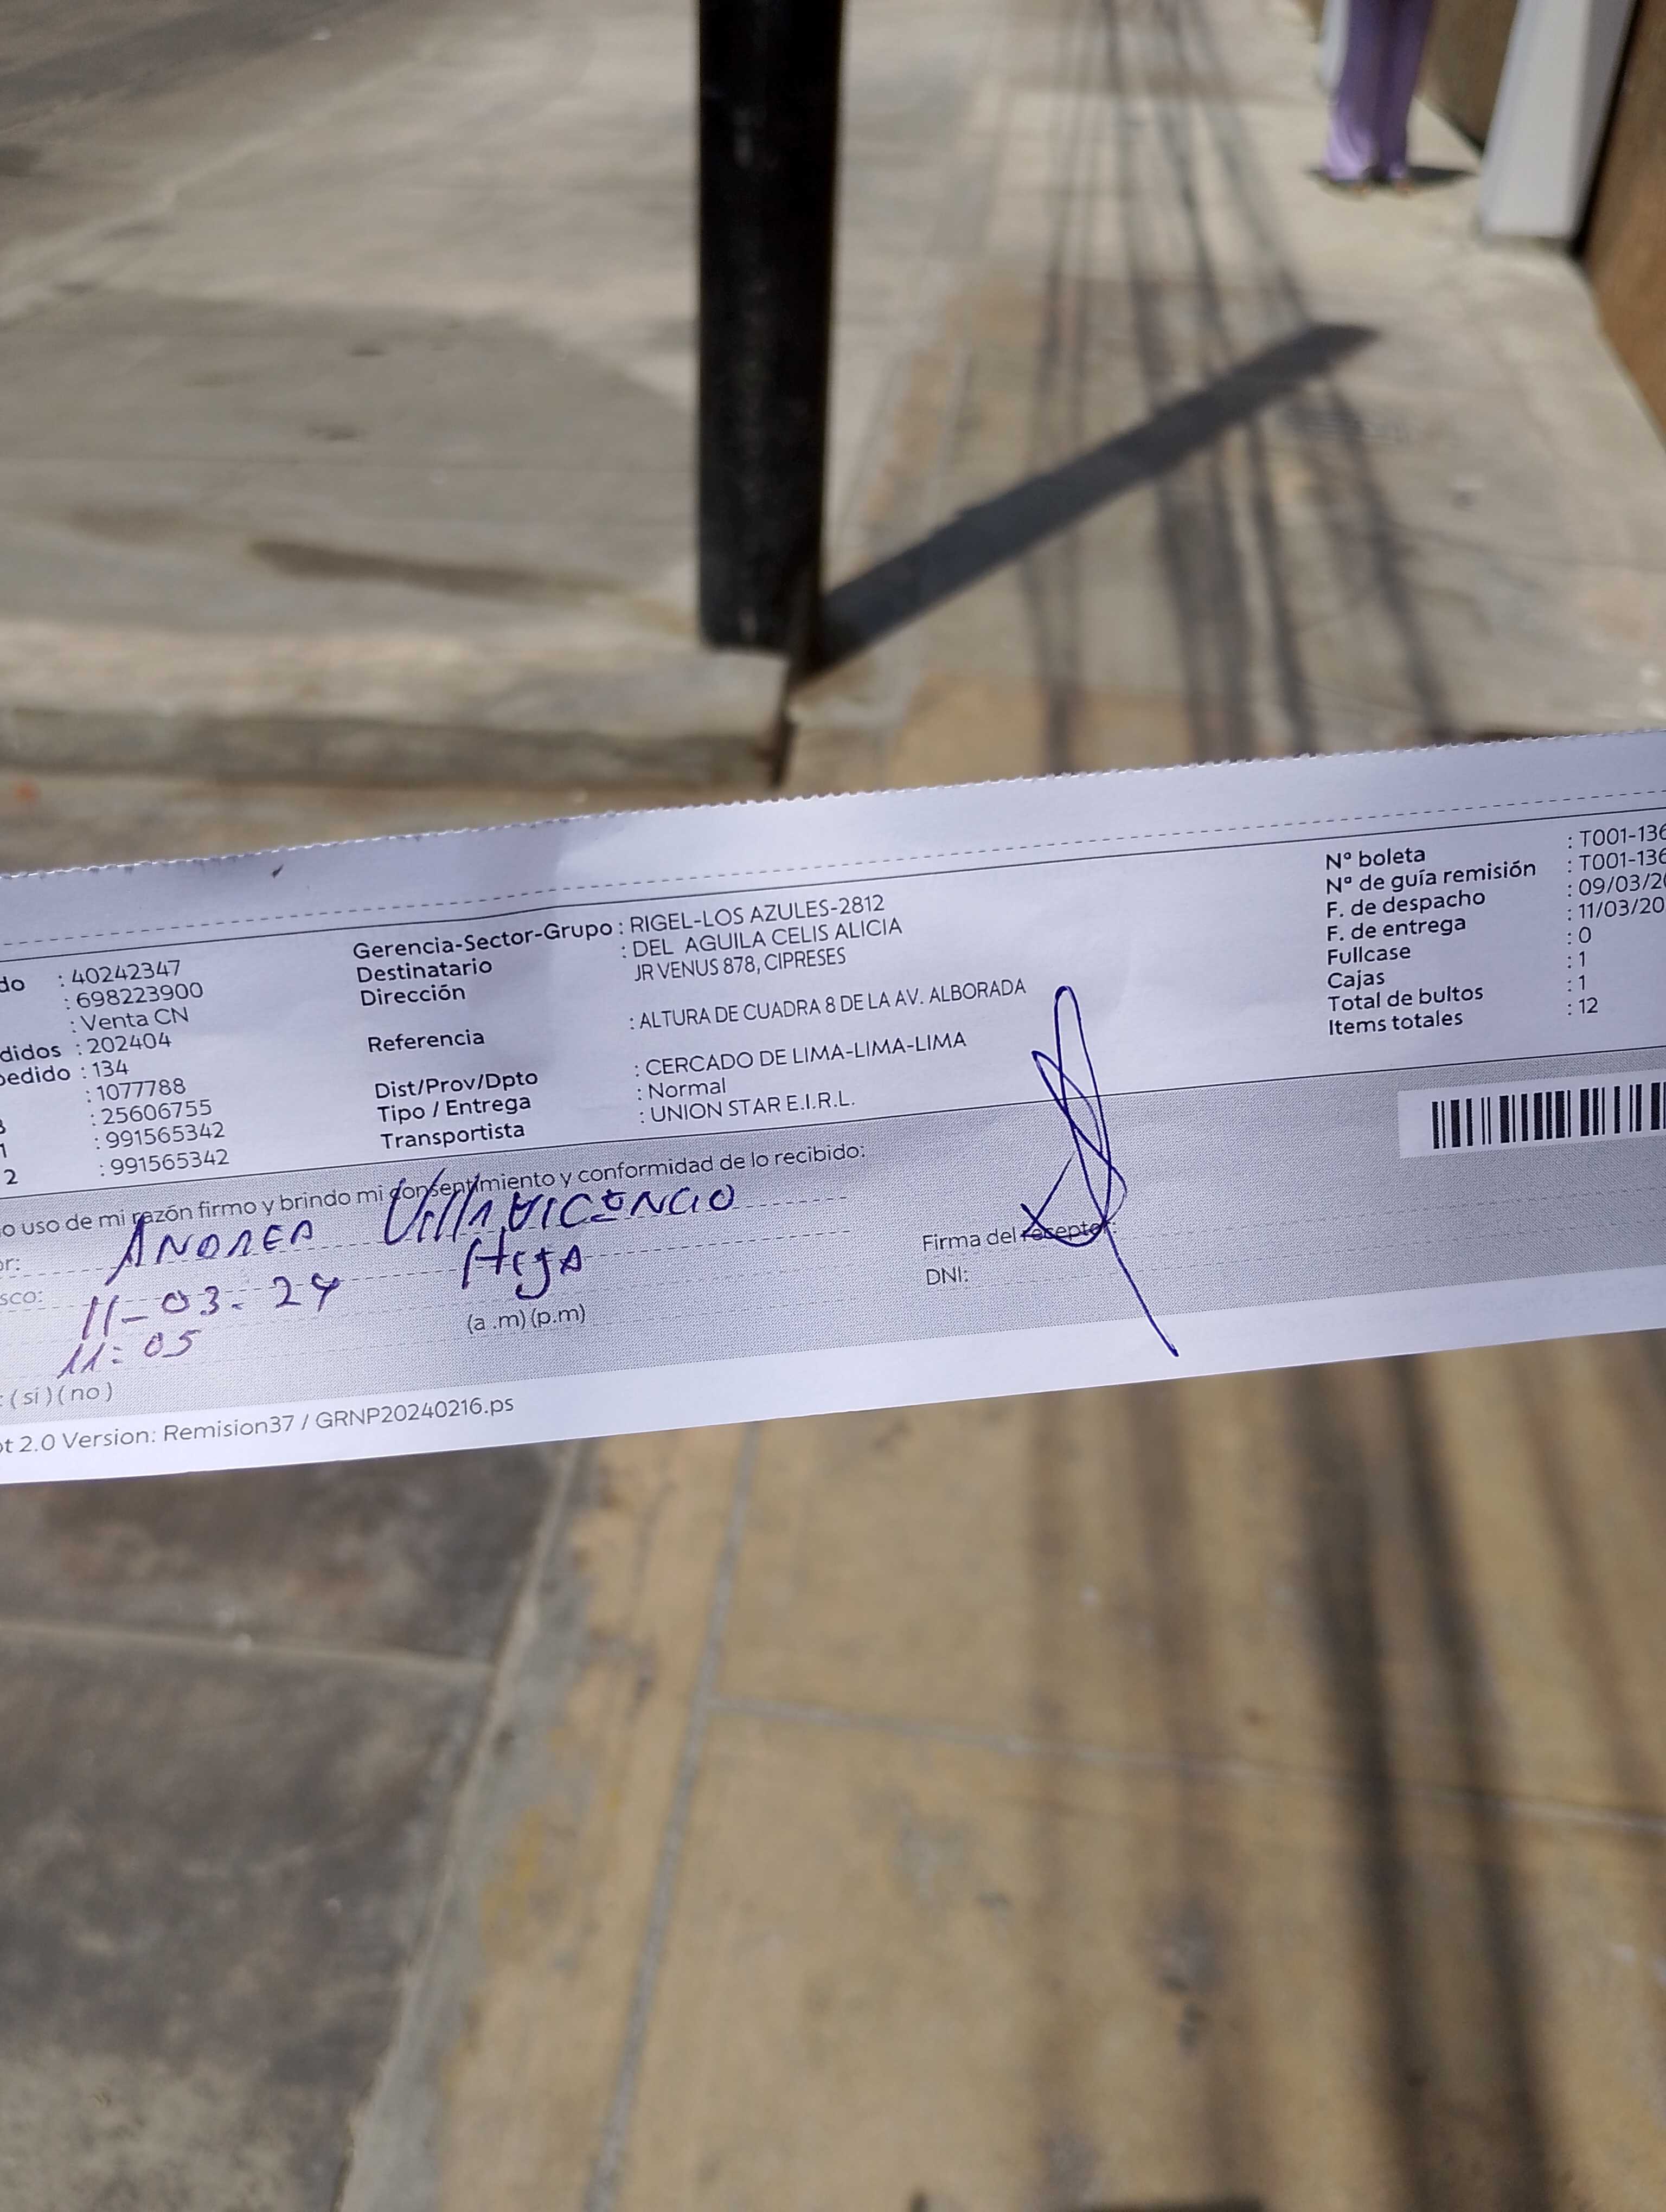 do : 40242347
: 698223900
: Venta CN
didos : 202404
pedido : 134
: 1077788
: 25606755
1 : 991565342
2 : 991565342
Gerencia-Sector-Grupo : RIGEL-LOS AZULES-2812
Destinatario : DEL AGUILA CELIS ALICIA
Dirección JR VENUS 878, CIPRESES
Referencia : ALTURA DE CUADRA 8 DE LA AV. ALBORADA
Dist/Prov/Dpto : CERCADO DE LIMA-LIMA-LIMA
Tipo / Entrega : Normal
Transportista : UNION STAR E.I.R.L.
Nº boleta : T001-136
Nº de guía remisión : T001-136
F. de despacho : 09/03/20
F. de entrega : 11/03/20
Fullcase : 0
Cajas : 1
Total de bultos : 1
Items totales : 12
o uso de mi razón firmo y brindo mi consentimiento y conformidad de lo recibido:
or: ANDREA VILLAVICENCIO
sco: HIJA
11-03-24
11:05 (a .m) (p.m)
: ( si ) ( no )
Firma del receptor:
DNI:
ot 2.0 Version: Remision37 / GRNP20240216.ps